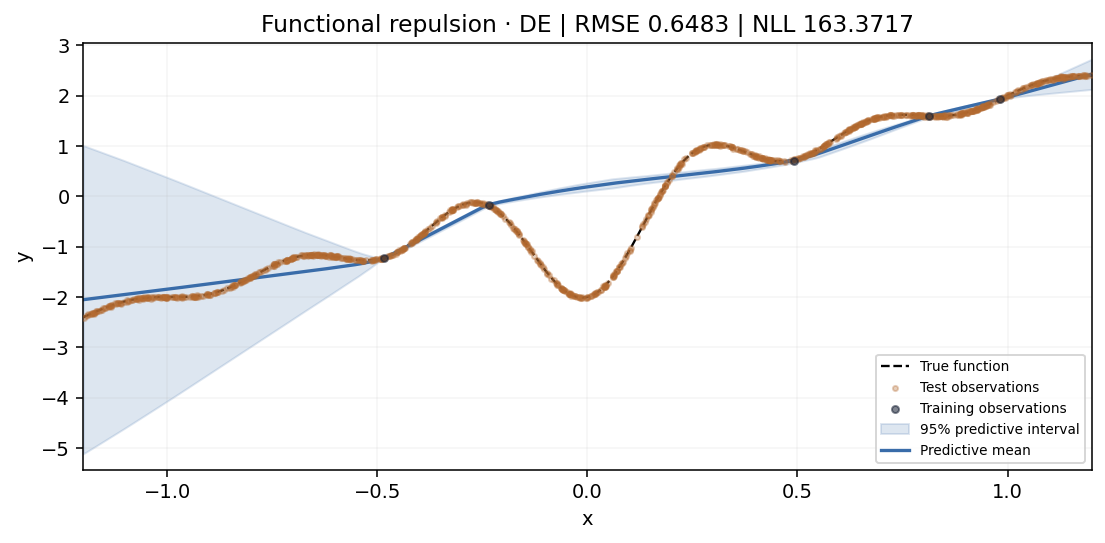 Functional repulsion · DE | RMSE 0.6483 | NLL 163.3717
3
2
1
0
−1
−2
−3
−4
−5
y
−1.0
−0.5
0.0
0.5
1.0
x
True function
Test observations
Training observations
95% predictive interval
Predictive mean